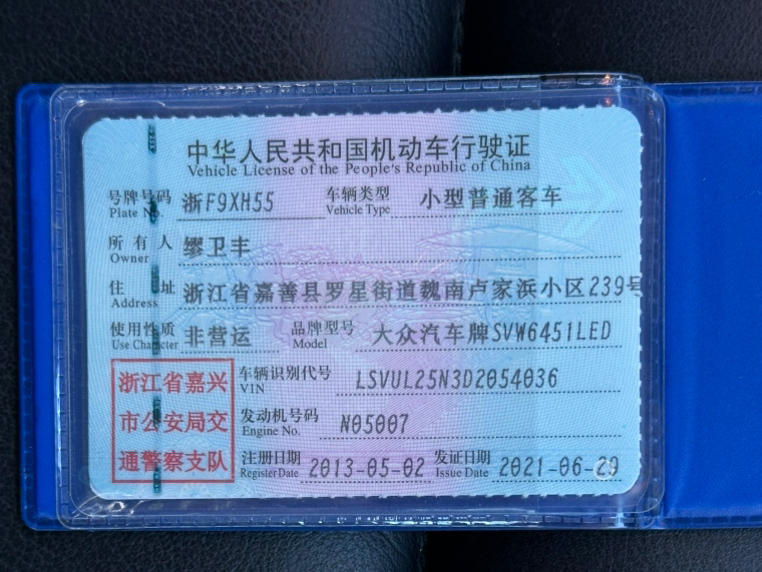 中华人民共和国机动车行驶证
Vehicle License of the People's Republic of China
号牌号码 浙F9XH55 车辆类型 小型普通客车
Plate No. Vehicle Type
所有人 缪卫丰
Owner
住址 浙江省嘉善县罗星街道魏南卢家浜小区239号
Address
使用性质 非营运 品牌型号 大众汽车牌SVW6451LED
Use Character Model
浙江省嘉兴
市公安局交
通警察支队
车辆识别代号 LSVUL25N3D2054036
VIN
发动机号码 N05007
Engine No.
注册日期 2013-05-02 发证日期 2021-06-29
Register Date Issue Date